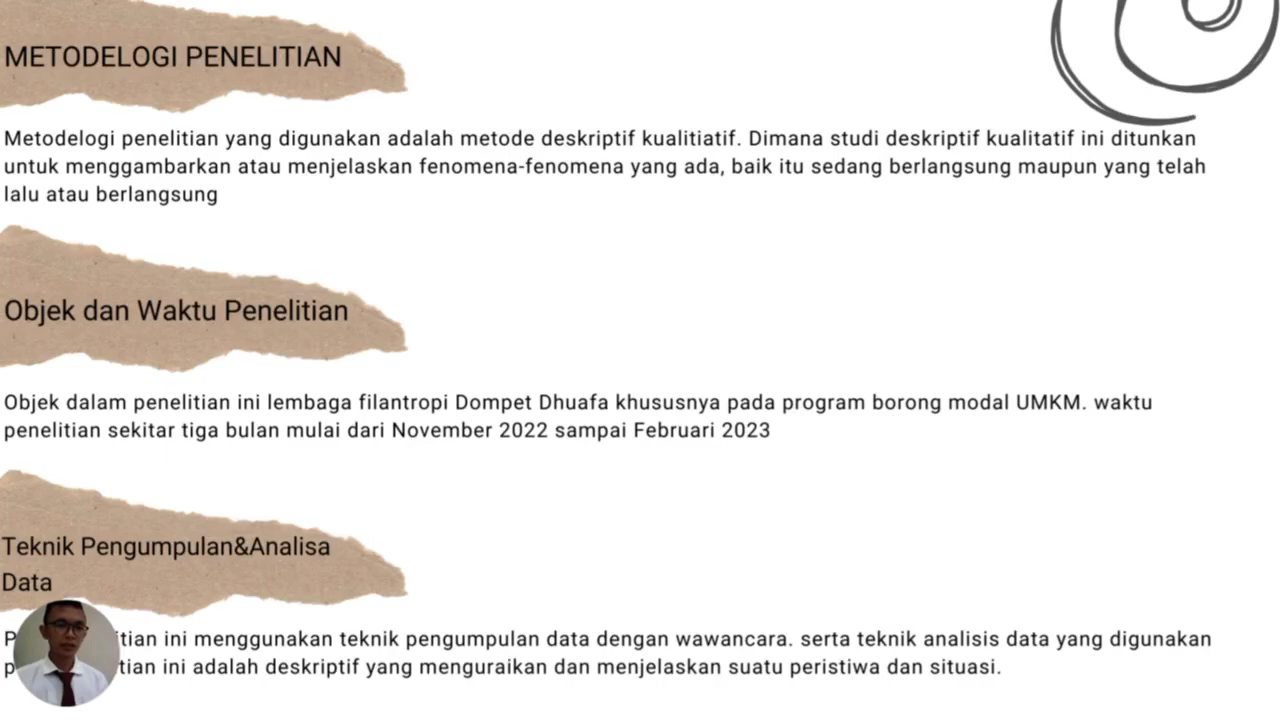 METODELOGI PENELITIAN
Metodelogi penelitian yang digunakan adalah metode deskriptif kualitiatif. Dimana studi deskriptif kualitatif ini ditunkan
untuk menggambarkan atau menjelaskan fenomena-fenomena yang ada, baik itu sedang berlangsung maupun yang telah
lalu atau berlangsung
Objek dan Waktu Penelitian
Objek dalam penelitian ini lembaga filantropi Dompet Dhuafa khususnya pada program borong modal UMKM. waktu
penelitian sekitar tiga bulan mulai dari November 2022 sampai Februari 2023
Teknik Pengumpulan&Analisa
Data
ini menggunakan teknik pengumpulan data dengan wawancara. serta teknik analisis data yang digunakan
ini adalah deskriptif yang menguraikan dan menjelaskan suatu peristiwa dan situasi.